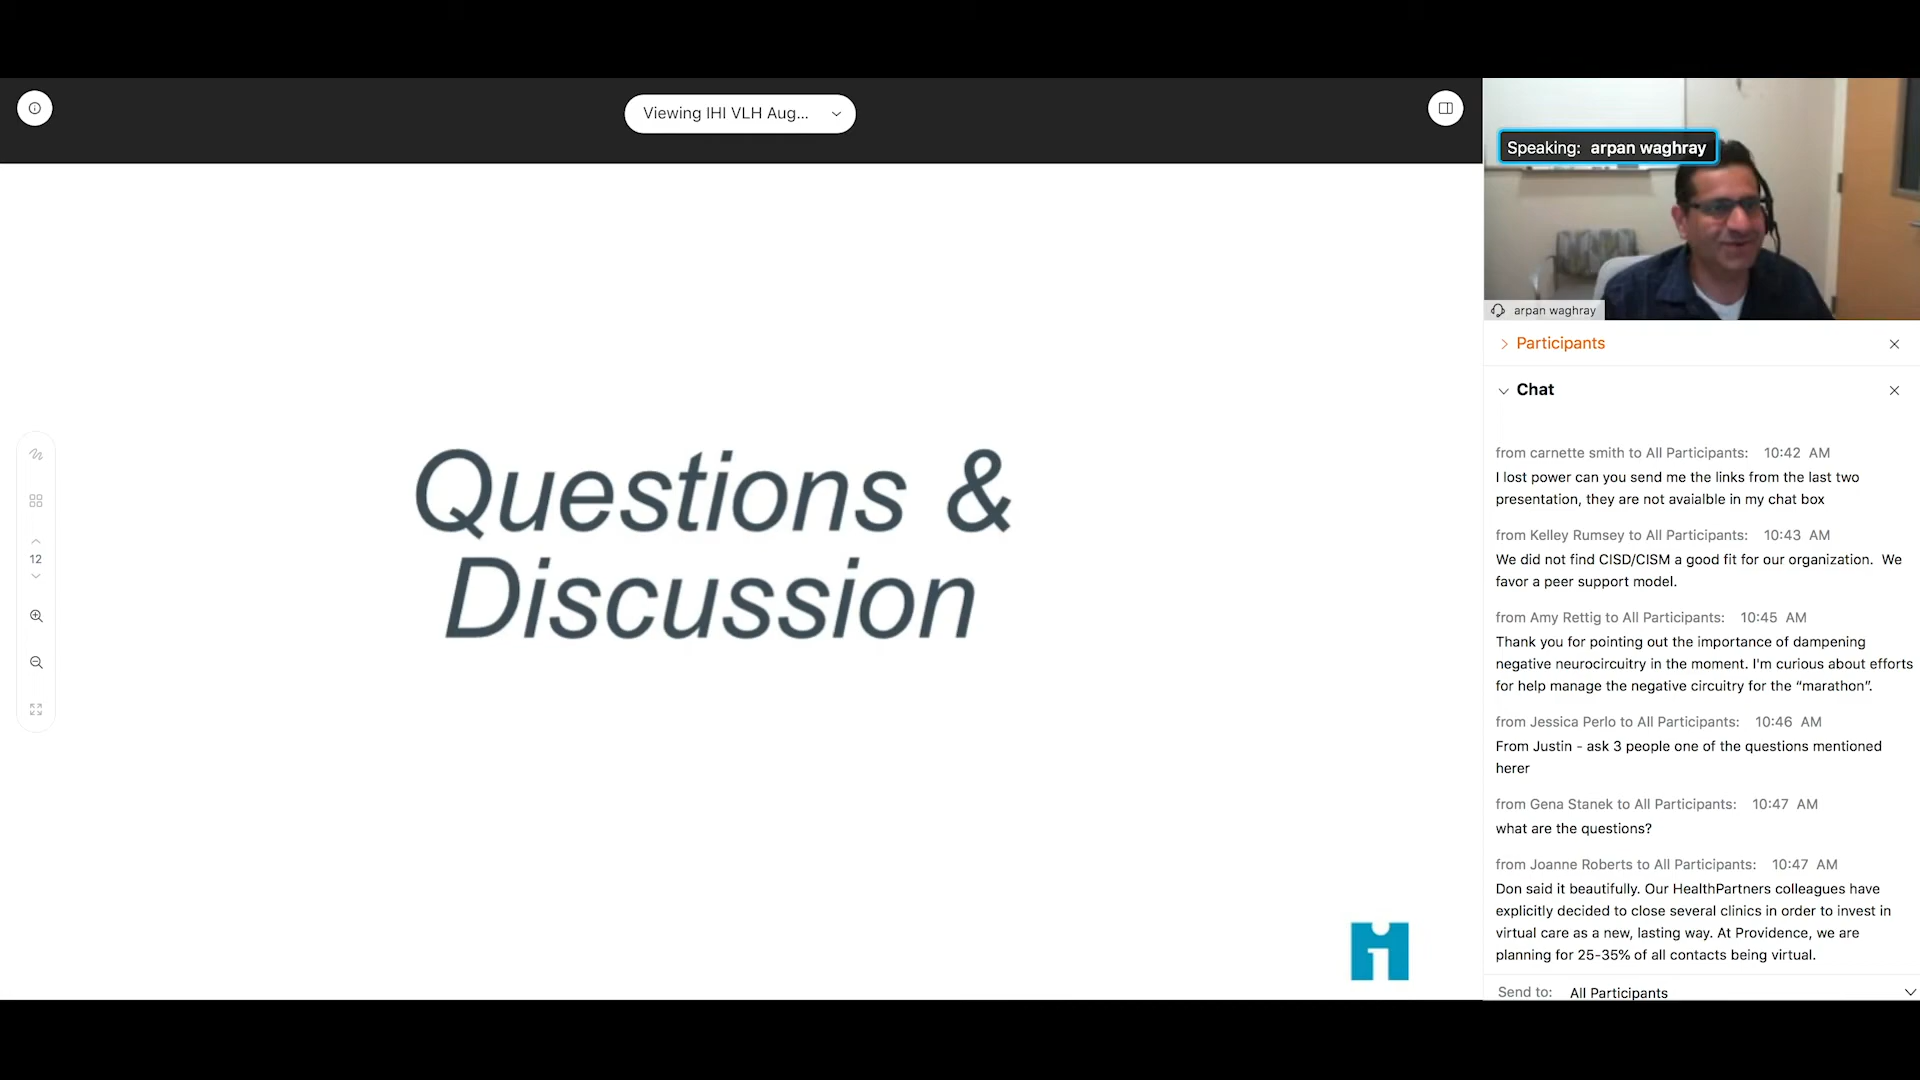 Viewing IHI VLH Aug...
Speaking: arpan waghray
arpan waghray
Questions &
Discussion
12
Participants
Chat
from carnette smith to All Participants: 10:42 AM
I lost power can you send me the links from the last two
presentation, they are not avaialble in my chat box
from Kelley Rumsey to All Participants: 10:43 AM
We did not find CISD/CISM a good fit for our organization. We
favor a peer support model.
from Amy Rettig to All Participants: 10:45 AM
Thank you for pointing out the importance of dampening
negative neurocircuitry in the moment. I'm curious about efforts
for help manage the negative circuitry for the “marathon”.
from Jessica Perlo to All Participants: 10:46 AM
From Justin - ask 3 people one of the questions mentioned
herer
from Gena Stanek to All Participants: 10:47 AM
what are the questions?
from Joanne Roberts to All Participants: 10:47 AM
Don said it beautifully. Our HealthPartners colleagues have
explicitly decided to close several clinics in order to invest in
virtual care as a new, lasting way. At Providence, we are
planning for 25-35% of all contacts being virtual.
Send to: All Participants